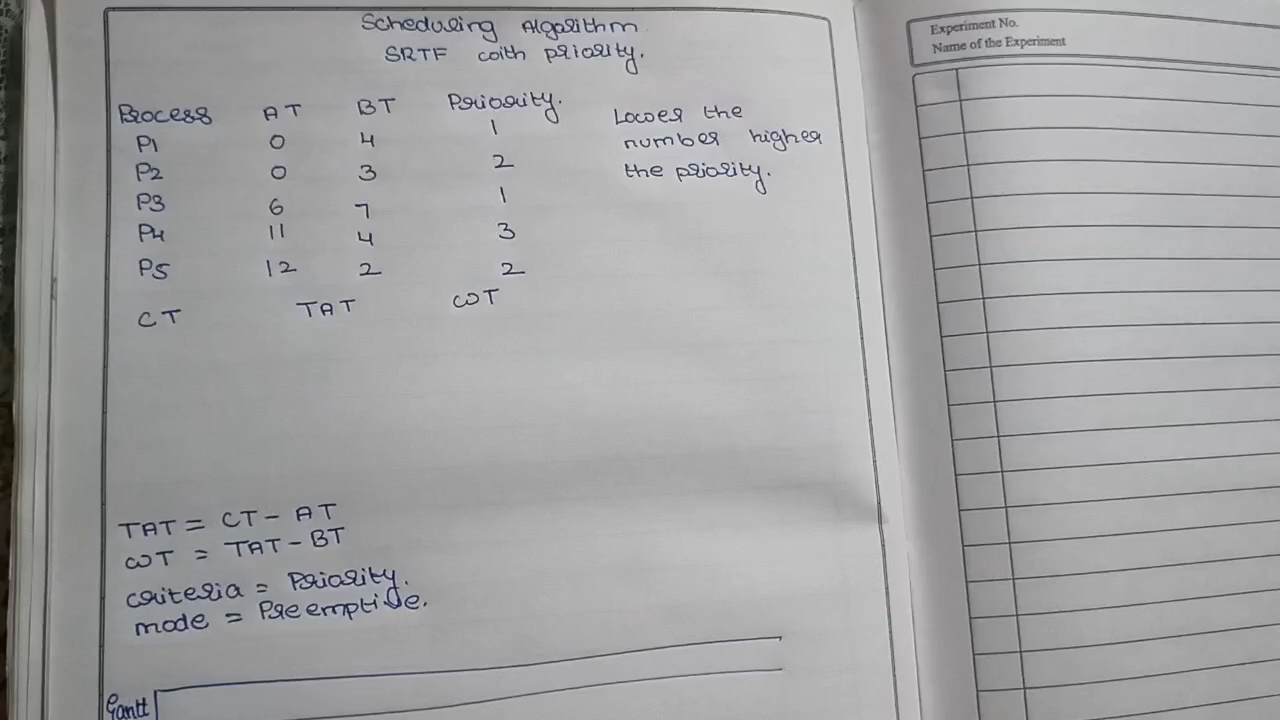 Scheduling Algorithm
SRTF with priority.
Process AT BT Priority.
P1 0 4 1
P2 0 3 2
P3 6 7 1
P4 11 4 3
P5 12 2 2
Lower the
number higher
the priority.
CT TAT WT
TAT = CT - AT
WT = TAT - BT
criteria = Priority.
mode = Preemptive.
Gantt
Experiment No.
Name of the Experiment